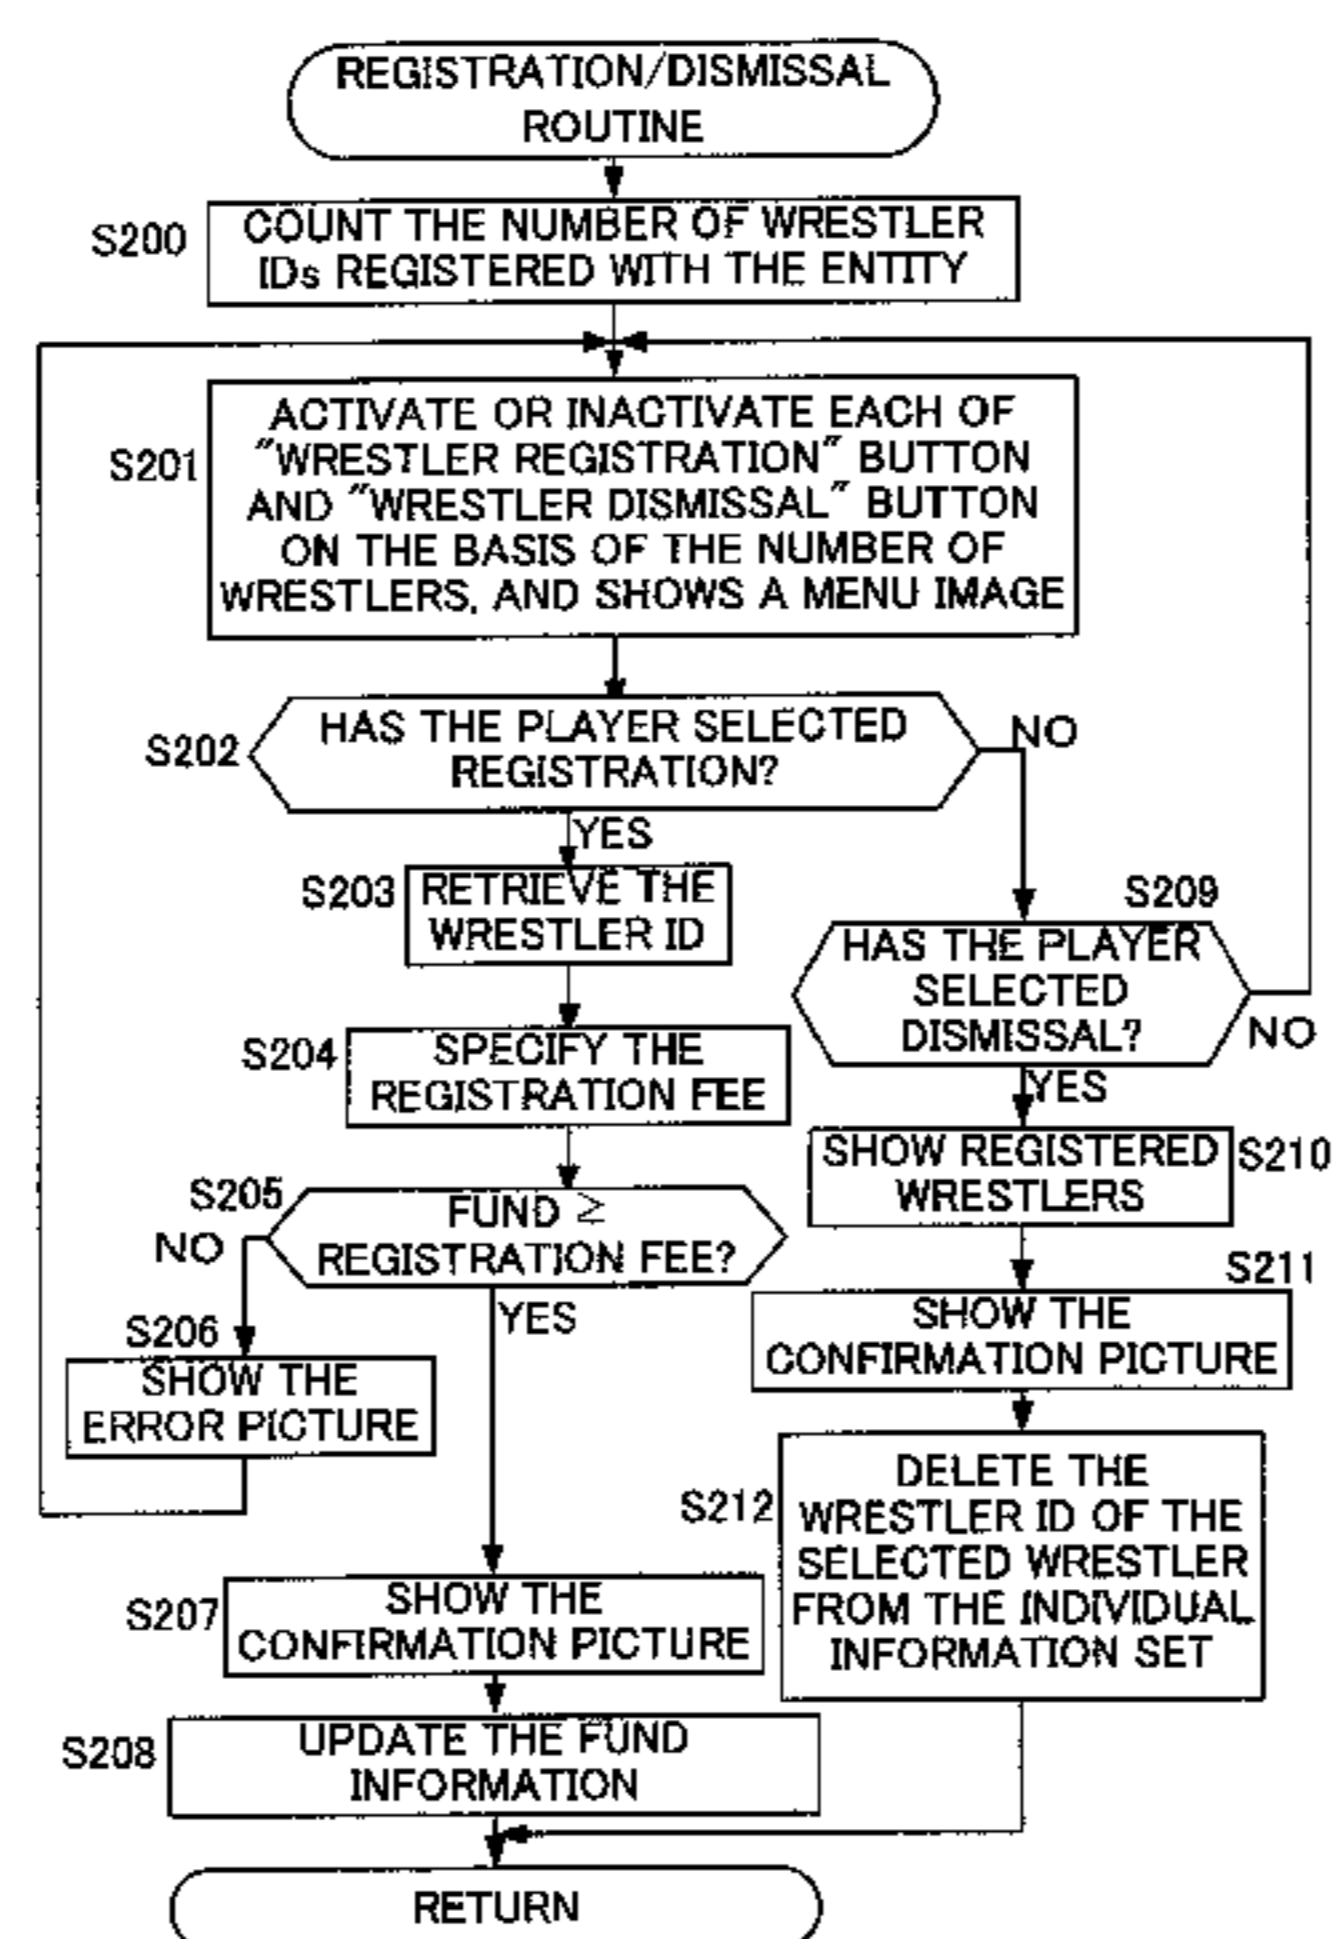 REGISTRATION/DISMISSAL
ROUTINE
S200
COUNT THE NUMBER OF WRESTLER
IDs REGISTERED WITH THE ENTITY
S201
ACTIVATE OR INACTIVATE EACH OF
"WRESTLER REGISTRATION" BUTTON
AND "WRESTLER DISMISSAL" BUTTON
ON THE BASIS OF THE NUMBER OF
WRESTLERS, AND SHOWS A MENU IMAGE
S202
HAS THE PLAYER SELECTED
REGISTRATION?
NO
YES
S203
RETRIEVE THE
WRESTLER ID
S204
SPECIFY THE
REGISTRATION FEE
S205
FUND ≥
REGISTRATION FEE?
NO
YES
S206
SHOW THE
ERROR PICTURE
S207
SHOW THE
CONFIRMATION PICTURE
S208
UPDATE THE FUND
INFORMATION
S209
HAS THE PLAYER
SELECTED
DISMISSAL?
NO
YES
S210
SHOW REGISTERED
WRESTLERS
S211
SHOW THE
CONFIRMATION PICTURE
S212
DELETE THE
WRESTLER ID OF THE
SELECTED WRESTLER
FROM THE INDIVIDUAL
INFORMATION SET
RETURN